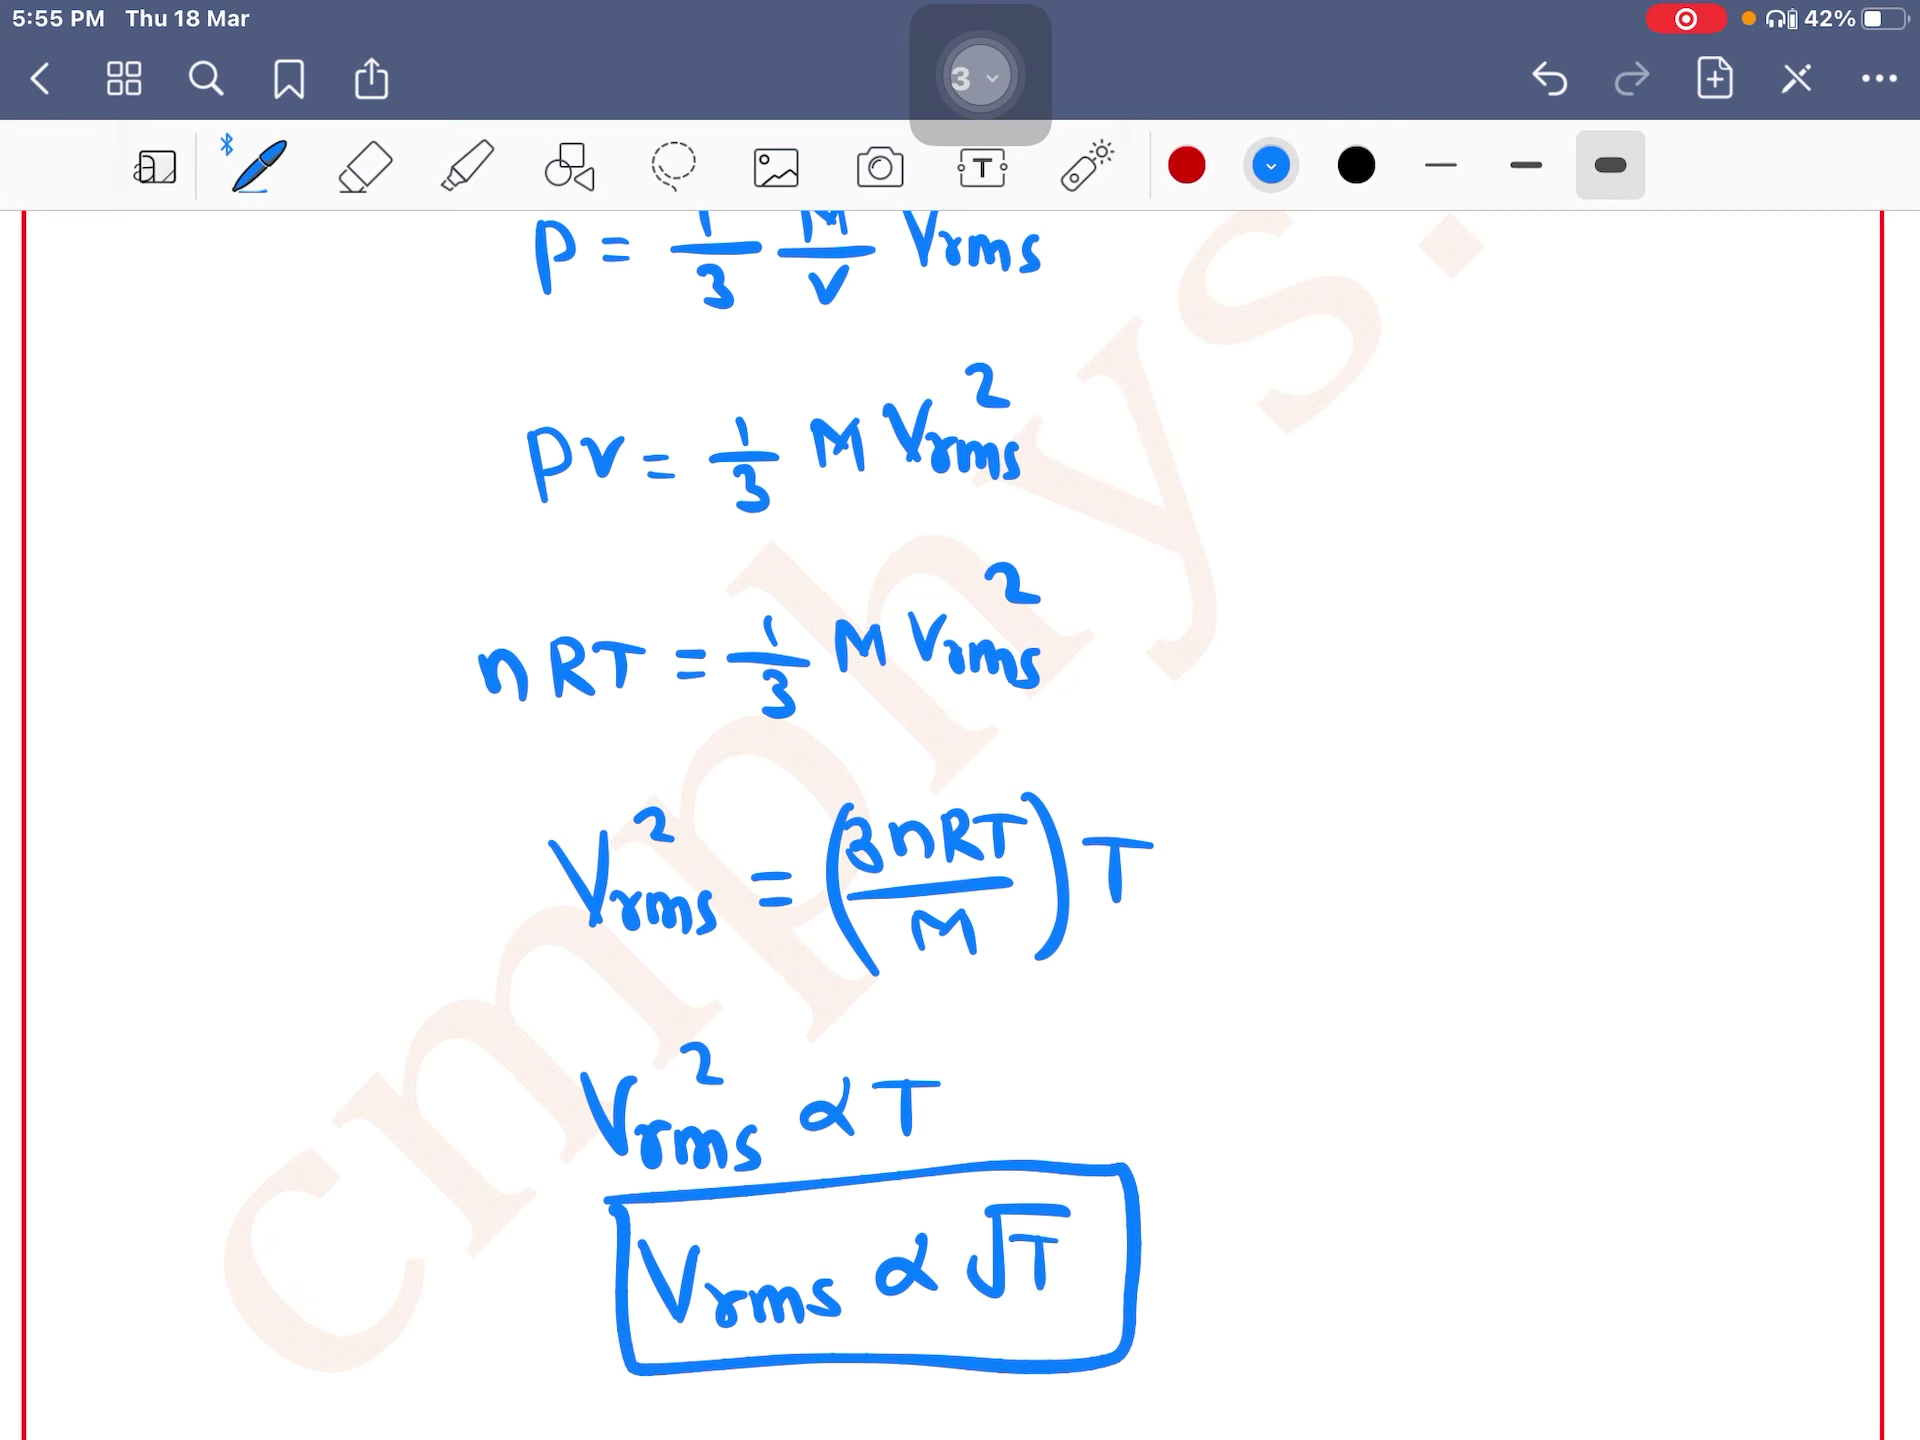 5:55 PM Thu 18 Mar 42%
3
T
P = 1/3 M/V Vrms
PV = 1/3 M Vrms²
nRT = 1/3 M Vrms²
Vrms² = (3nRT/M) T
Vrms² ∝ T
Vrms ∝ √T
cmphys.